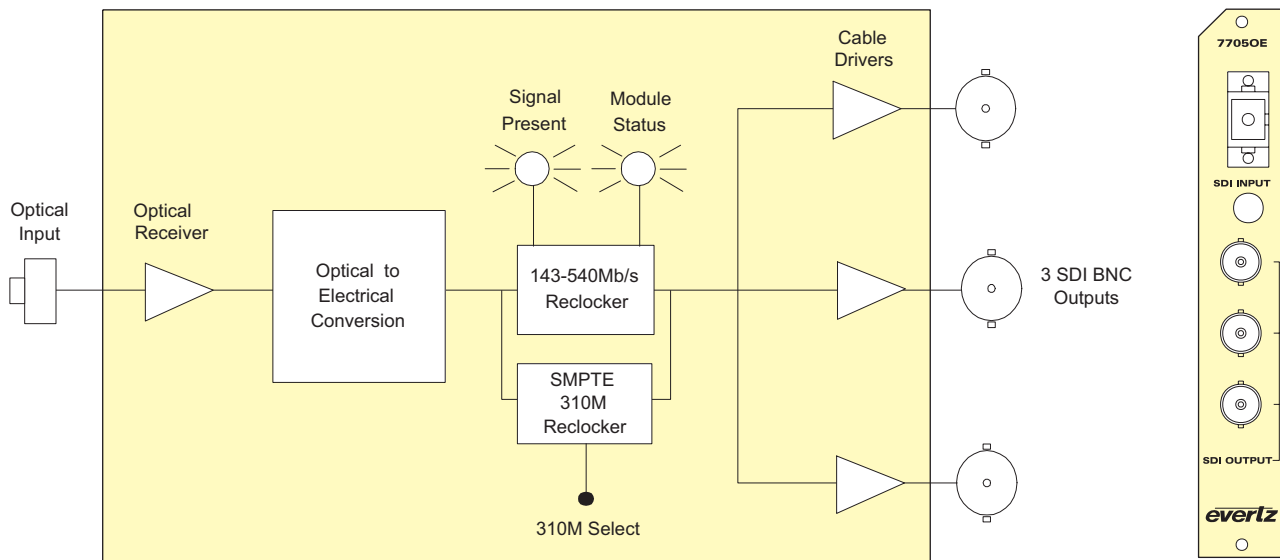 Optical
Input
Optical
Receiver
Optical to
Electrical
Conversion
Signal
Present
Module
Status
143-540Mb/s
Reclocker
SMPTE
310M
Reclocker
310M Select
Cable
Drivers
3 SDI BNC
Outputs
7705OE
SDI INPUT
SDI OUTPUT
evertz